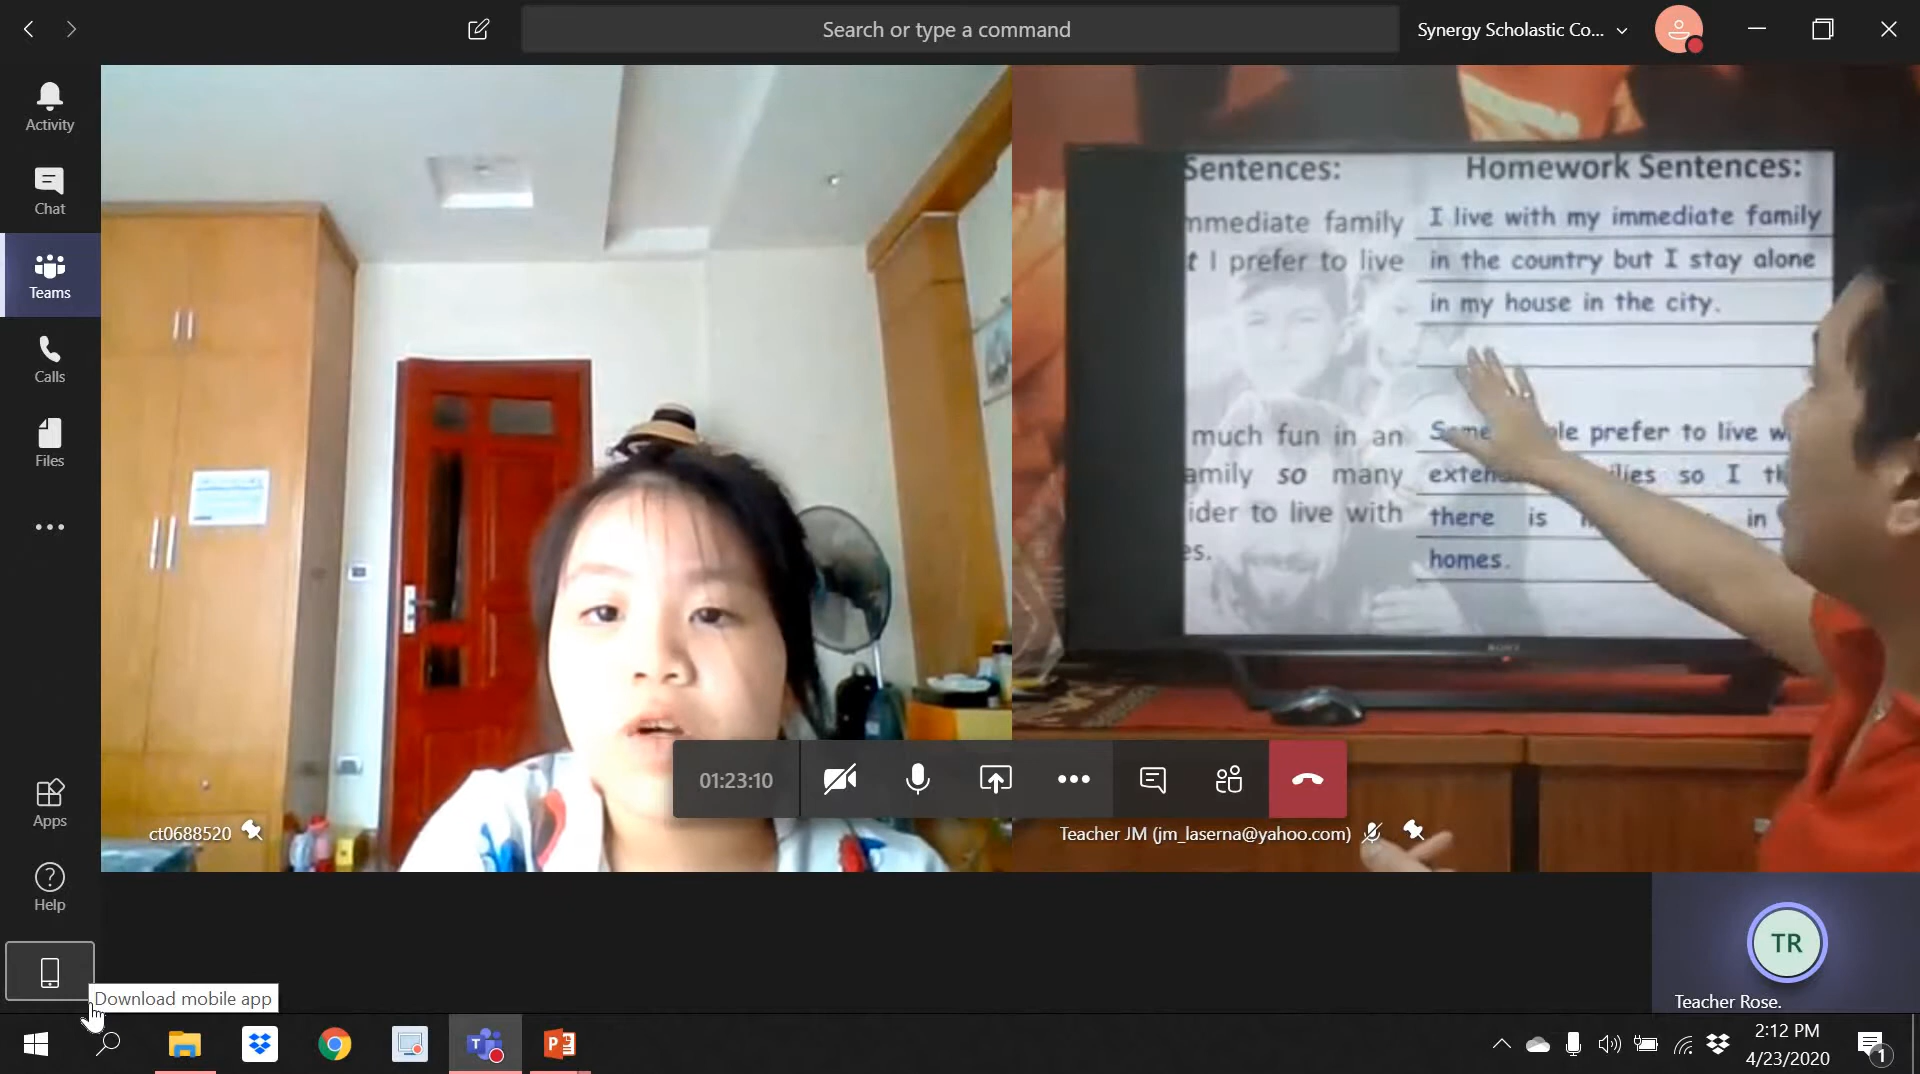 Search or type a command
Synergy Scholastic Co...
Activity
Chat
Teams
Calls
Files
Apps
Help
Download mobile app
Sentences:
mmediate family
t I prefer to live
much fun in an
amily so many
ider to live with
es.
Homework Sentences:
I live with my immediate family
in the country but I stay alone
in my house in the city.
prefer to live
so I
there is in
homes.
SONY
01:23:10
ct0688520
Teacher JM (jm_laserna@yahoo.com)
TR
Teacher Rose.
T
P
2:12 PM
4/23/2020
1